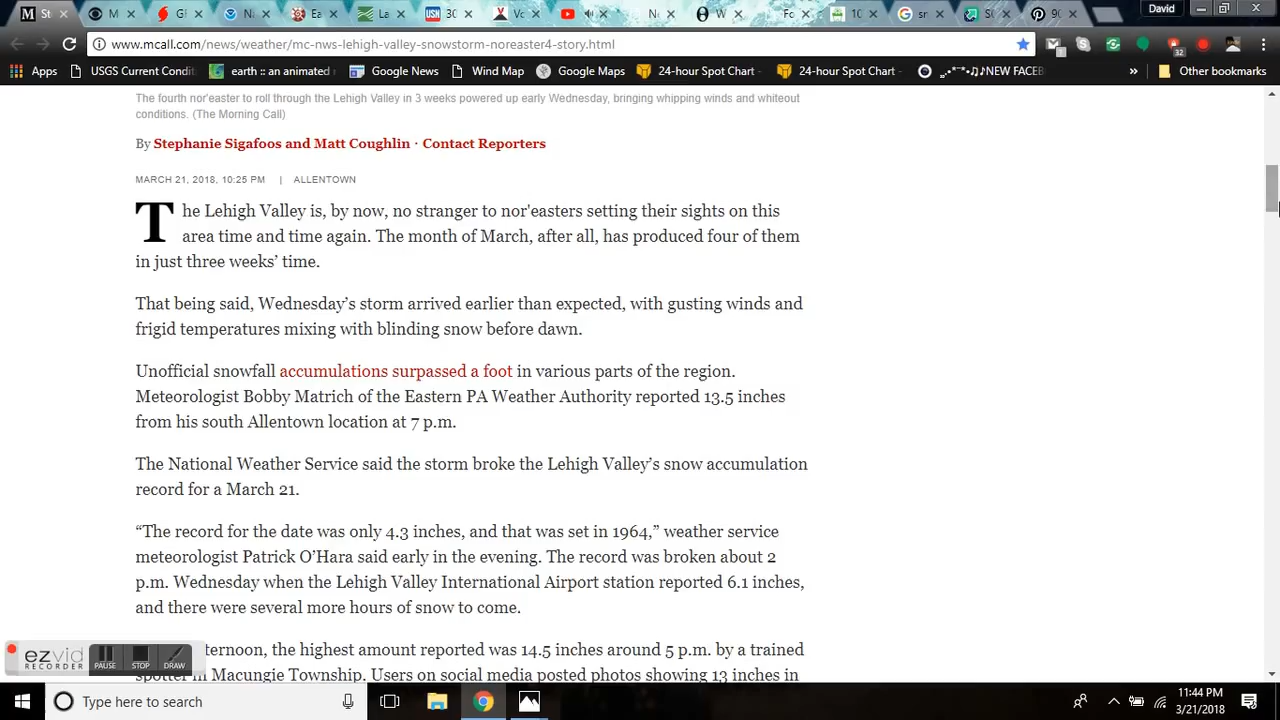 David
www.mcall.com/news/weather/mc-nws-lehigh-valley-snowstorm-noreaster4-story.html
32
Apps USGS Current Condit earth :: an animated Google News Wind Map Google Maps 24-hour Spot Chart - 24-hour Spot Chart - NEW FACEB » Other bookmarks
The fourth nor'easter to roll through the Lehigh Valley in 3 weeks powered up early Wednesday, bringing whipping winds and whiteout
conditions. (The Morning Call)
By Stephanie Sigafoos and Matt Coughlin · Contact Reporters
MARCH 21, 2018, 10:25 PM | ALLENTOWN
The Lehigh Valley is, by now, no stranger to nor'easters setting their sights on this
area time and time again. The month of March, after all, has produced four of them
in just three weeks’ time.
That being said, Wednesday’s storm arrived earlier than expected, with gusting winds and
frigid temperatures mixing with blinding snow before dawn.
Unofficial snowfall accumulations surpassed a foot in various parts of the region.
Meteorologist Bobby Matrich of the Eastern PA Weather Authority reported 13.5 inches
from his south Allentown location at 7 p.m.
The National Weather Service said the storm broke the Lehigh Valley’s snow accumulation
record for a March 21.
“The record for the date was only 4.3 inches, and that was set in 1964,” weather service
meteorologist Patrick O’Hara said early in the evening. The record was broken about 2
p.m. Wednesday when the Lehigh Valley International Airport station reported 6.1 inches,
and there were several more hours of snow to come.
ternoon, the highest amount reported was 14.5 inches around 5 p.m. by a trained
spotter in Macungie Township. Users on social media posted photos showing 13 inches in
ezvid
RECORDER
PAUSE STOP DRAW
Type here to search
11:44 PM
3/21/2018